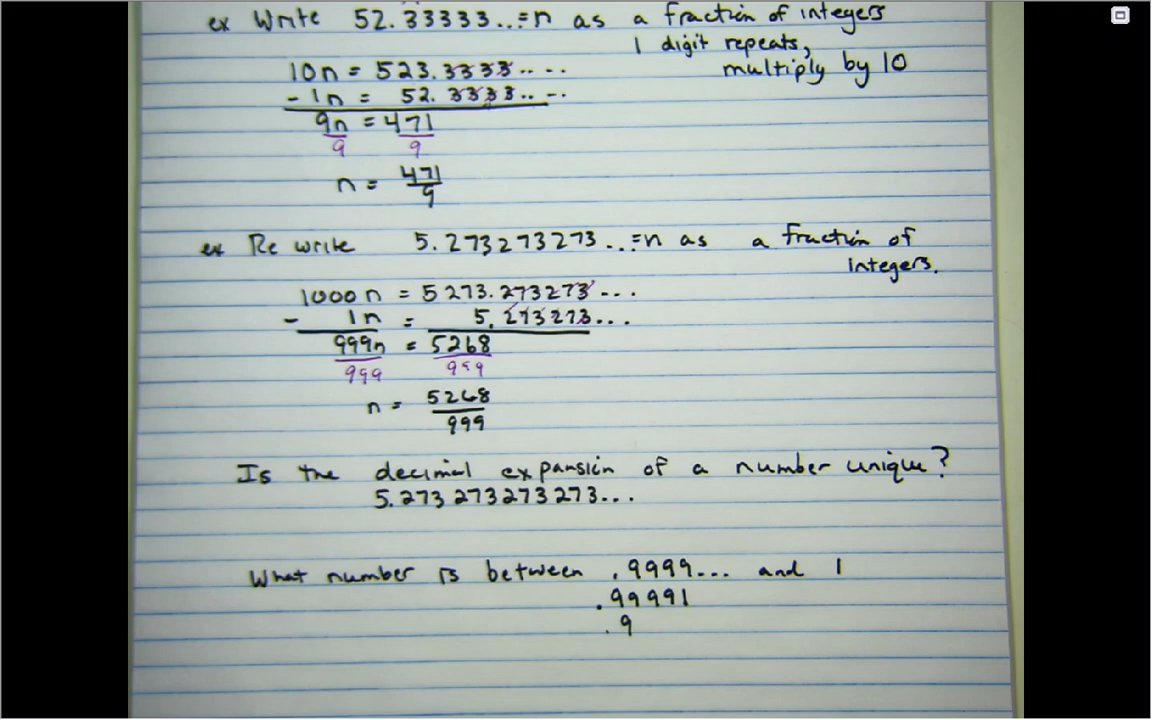 ex Write 52.33333..=n as a fraction of integers
1 digit repeats,
multiply by 10
10n = 523.3333.....
- 1n = 52.3333.....
9n = 471
9 9
n = 471/9
ex Re write 5.273273273..=n as a fraction of
integers.
1000n = 5273.273273...
- 1n = 5.273273...
999n = 5268
999 999
n = 5268/999
Is the decimal expansion of a number unique?
5.273273273273...
What number is between .9999... and 1
.99991
.9